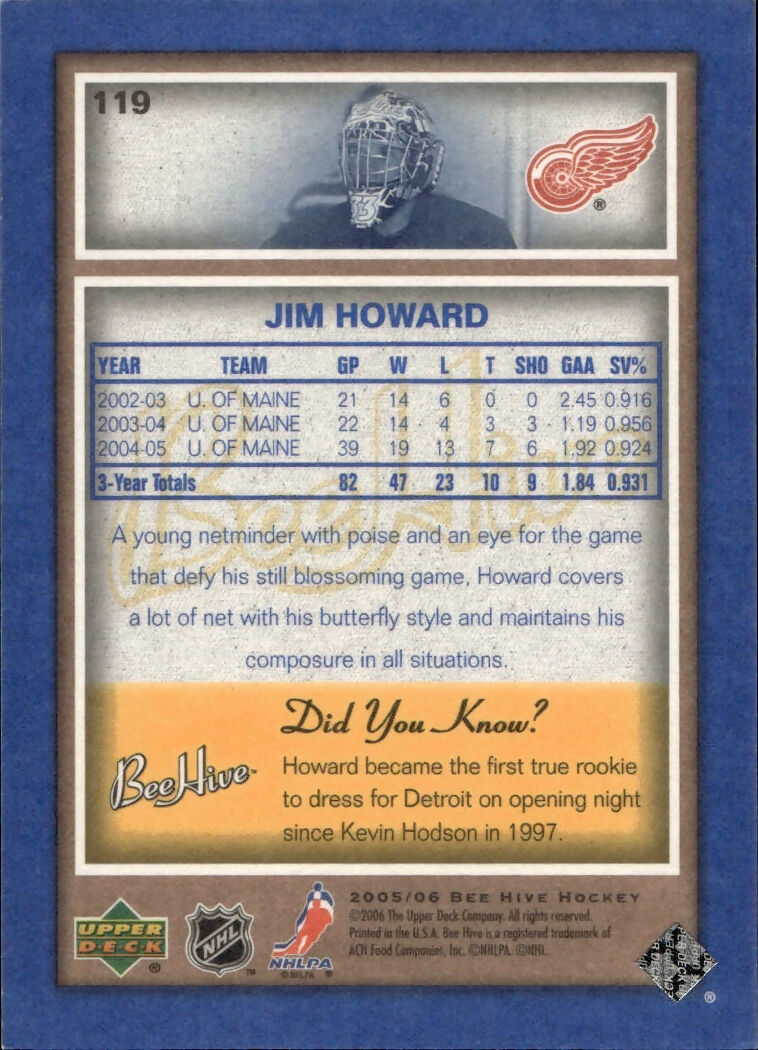 119
33
®
JIM HOWARD
YEAR TEAM GP W L T SHO GAA SV%
2002-03 U. OF MAINE 21 14 6 0 0 2.45 0.916
2003-04 U. OF MAINE 22 14 4 3 3 1.19 0.956
2004-05 U. OF MAINE 39 19 13 7 6 1.92 0.924
3-Year Totals 82 47 23 10 9 1.84 0.931
BeeHive
A young netminder with poise and an eye for the game
that defy his still blossoming game, Howard covers
a lot of net with his butterfly style and maintains his
composure in all situations.
Did You Know?
BeeHive™
Howard became the first true rookie
to dress for Detroit on opening night
since Kevin Hodson in 1997.
2005/06 BEE HIVE HOCKEY
©2006 The Upper Deck Company. All rights reserved.
Printed in the U.S.A. Bee Hive is a registered trademark of
ACH Food Companies, Inc. ©NHLPA. ©NHL.
UPPER
DECK
®
NHL
™
NHLPA
©NHLPA ®
®